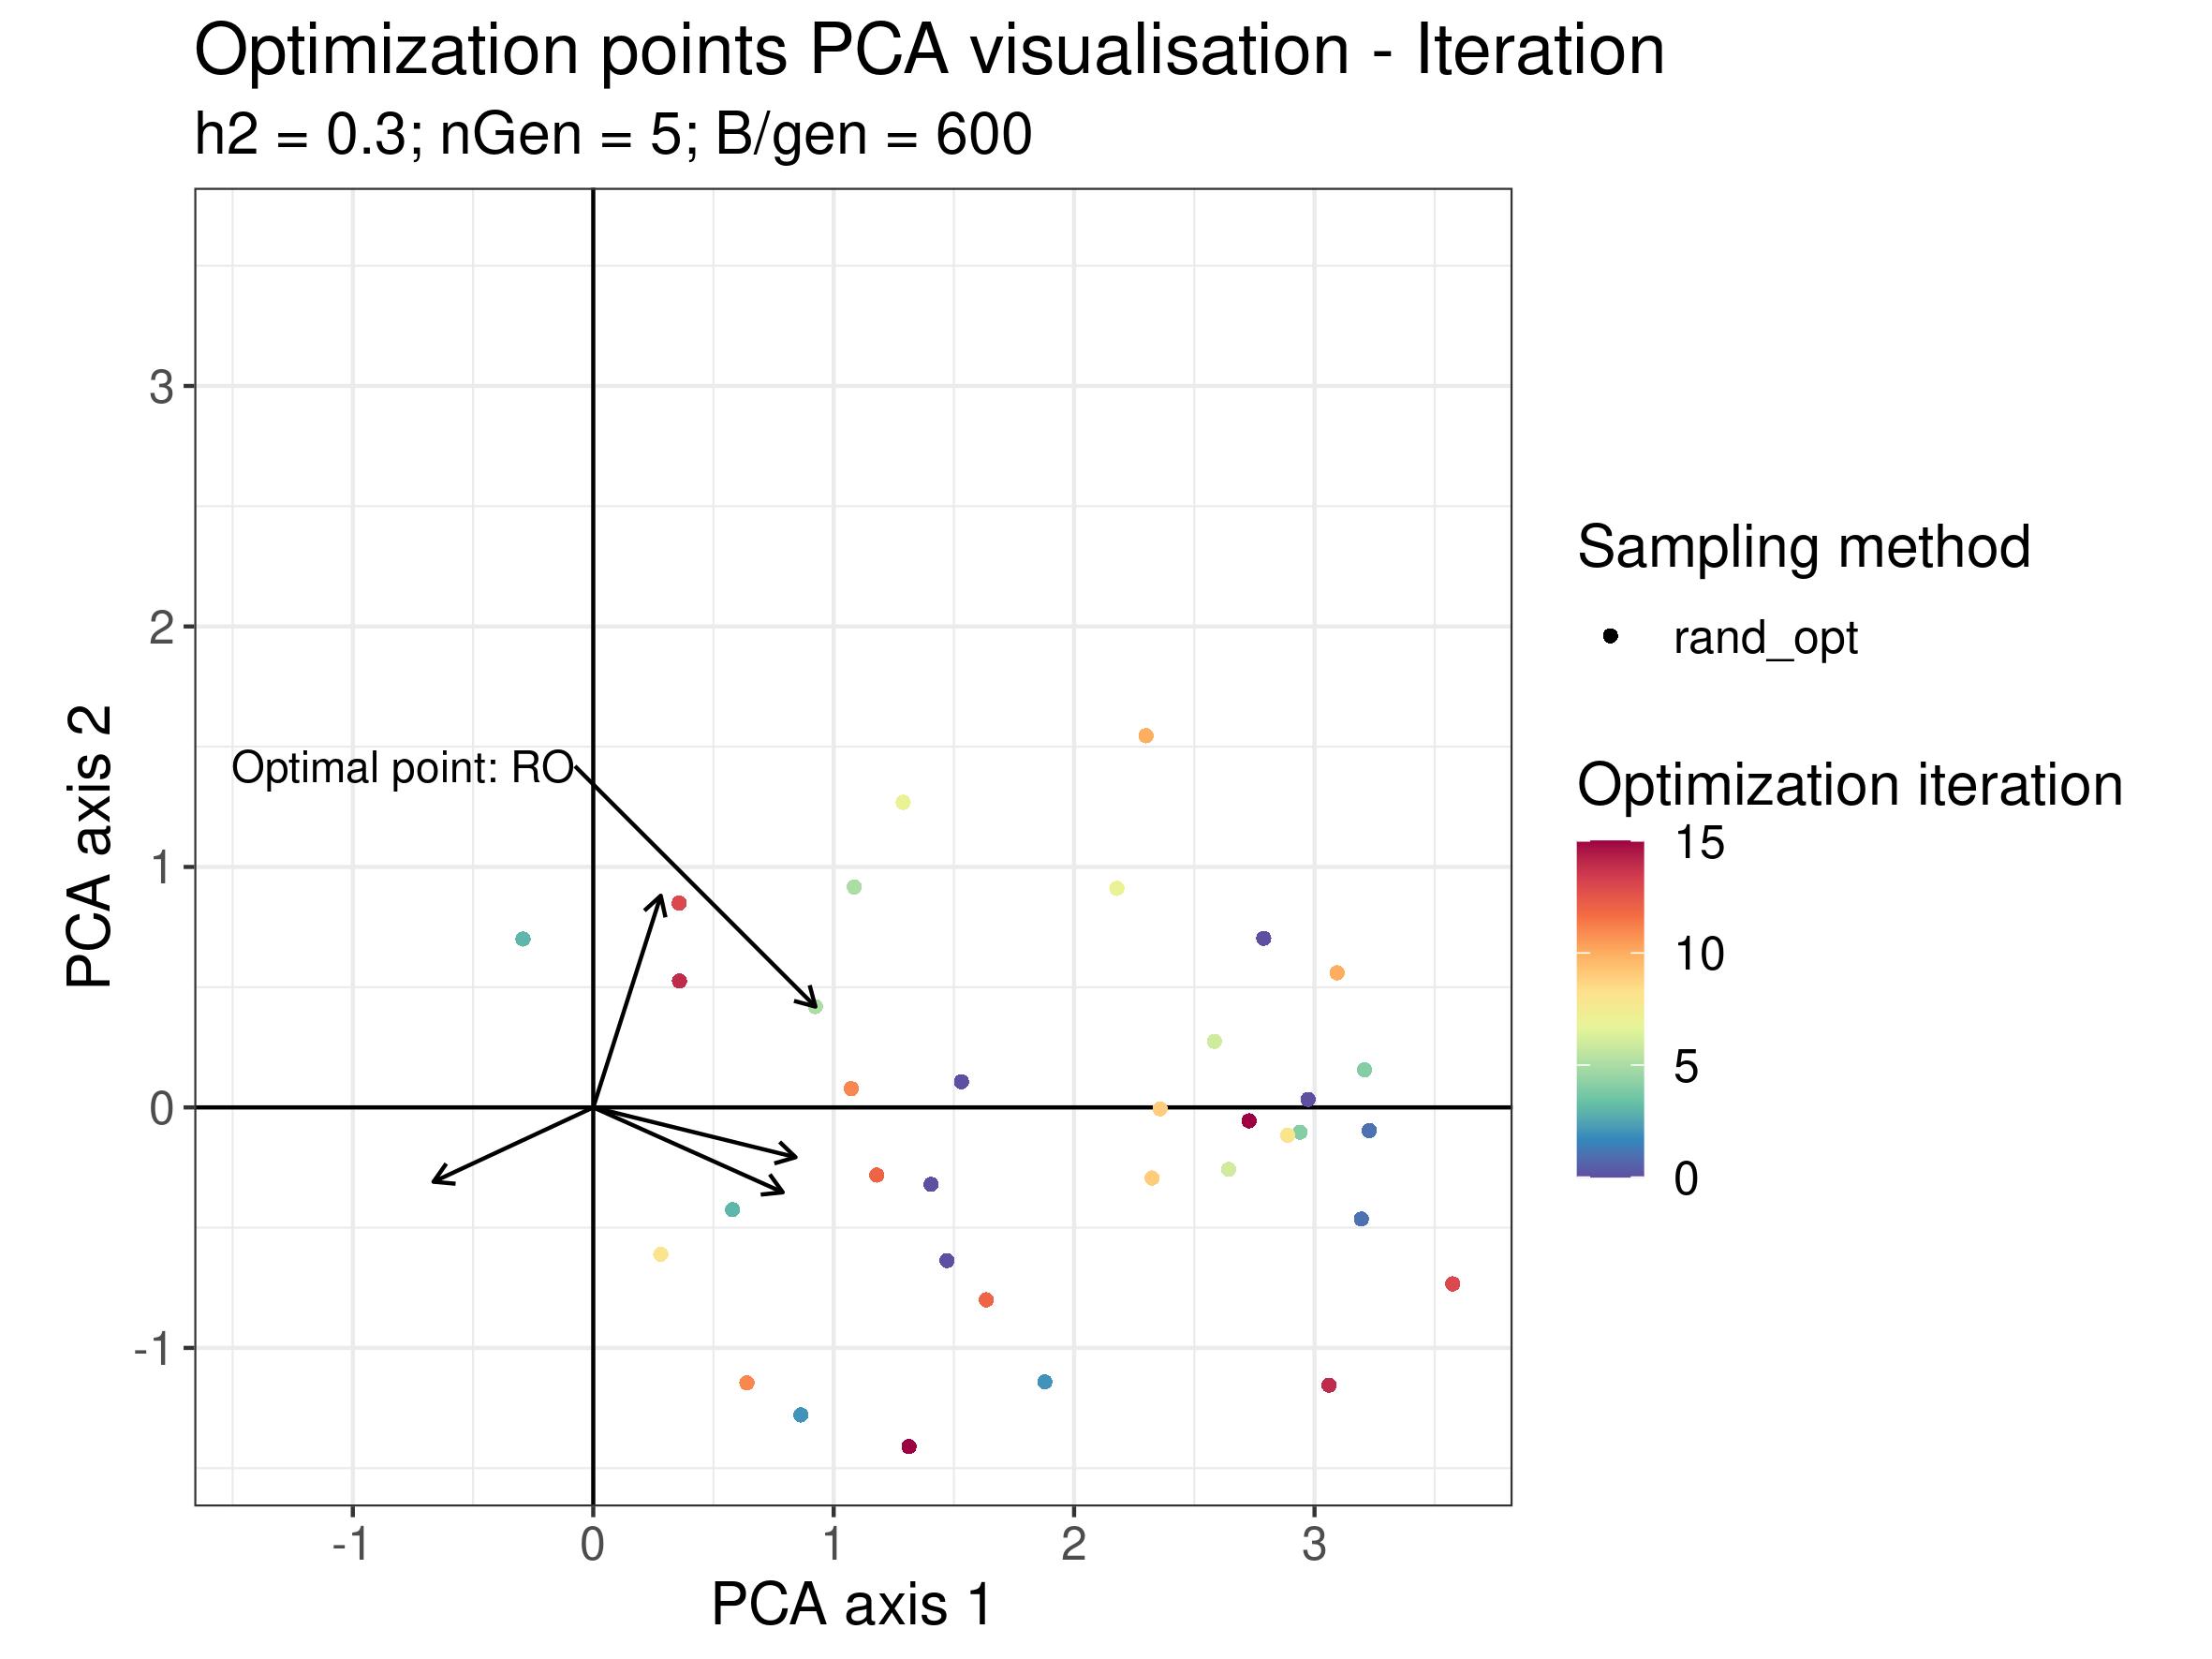 Optimization points PCA visualisation - Iteration
h2 = 0.3; nGen = 5; B/gen = 600
3
2
1
0
-1
PCA axis 2
Optimal point: RO
-1
0
1
2
3
PCA axis 1
Sampling method
rand_opt
Optimization iteration
15
10
5
0